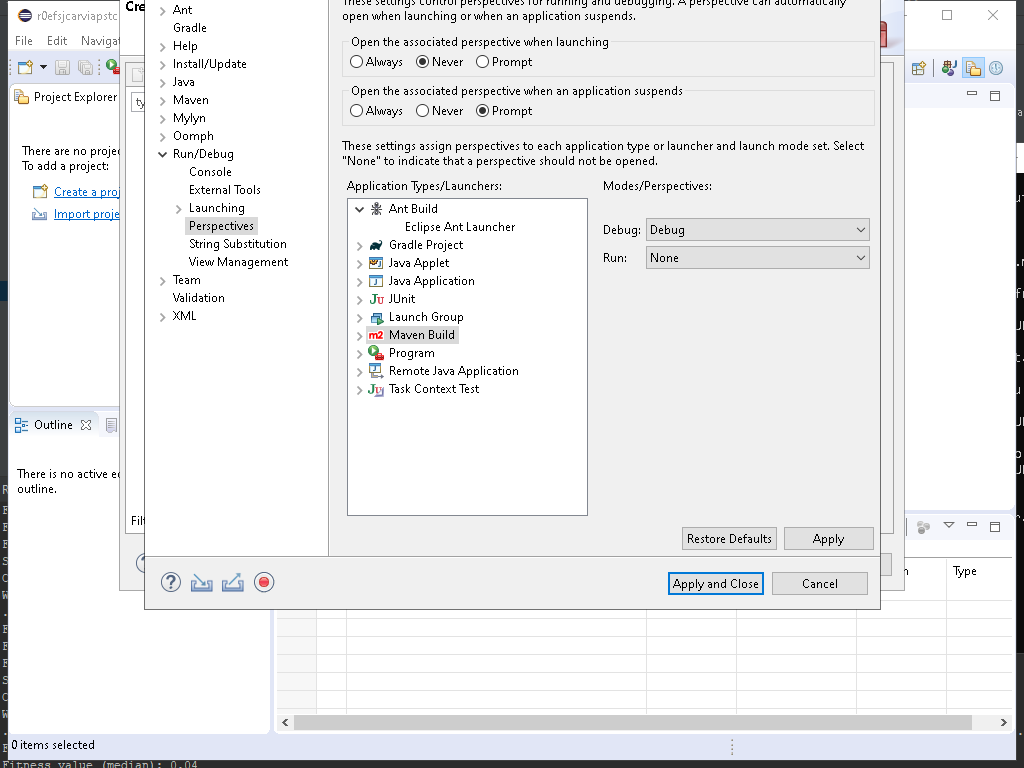 r0efsjcarviapstc
File Edit Navigat
Project Explorer
There are no proje
To add a project:
Create a proj
Import proje
Outline
There is no active e
outline.
0 items selected
Fitness value (median): 0.04
Cre
ty
Filt
Ant
Gradle
Help
Install/Update
Java
Maven
Mylyn
Oomph
Run/Debug
Console
External Tools
Launching
Perspectives
String Substitution
View Management
Team
Validation
XML
These settings control perspectives for running and debugging. A perspective can automatically
open when launching or when an application suspends.
Open the associated perspective when launching
Always Never Prompt
Open the associated perspective when an application suspends
Always Never Prompt
These settings assign perspectives to each application type or launcher and launch mode set. Select
"None" to indicate that a perspective should not be opened.
Application Types/Launchers:
Ant Build
Eclipse Ant Launcher
Gradle Project
Java Applet
Java Application
JUnit
Launch Group
m2 Maven Build
Program
Remote Java Application
Task Context Test
Modes/Perspectives:
Debug: Debug
Run: None
Restore Defaults Apply
Apply and Close Cancel
Type